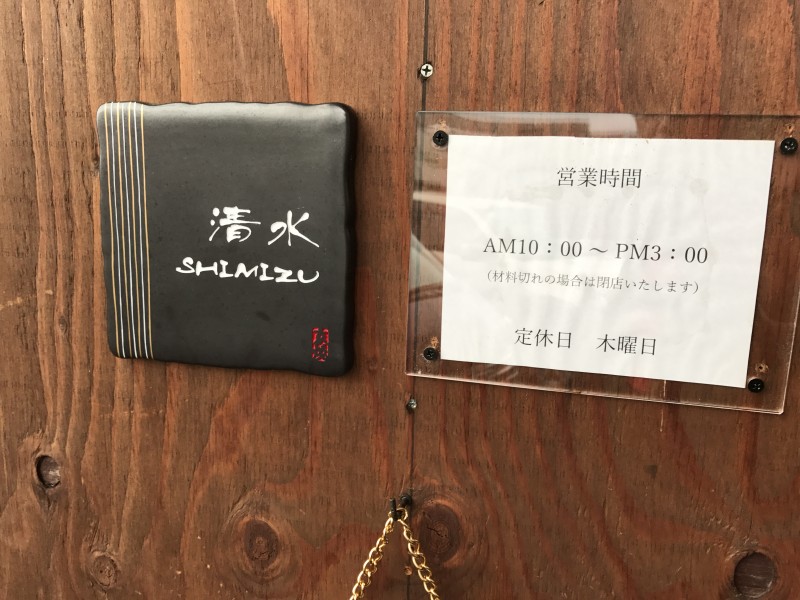 清水
SHIMIZU
営業時間
AM10：00 ～ PM3：00
（材料切れの場合は閉店いたします）
定休日　木曜日